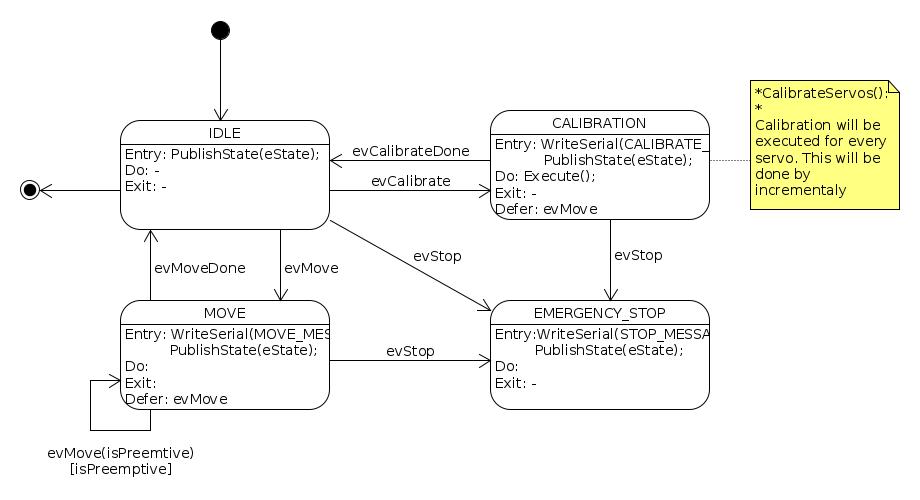 IDLE
Entry: PublishState(eState);
Do: -
Exit: -
CALIBRATION
Entry: WriteSerial(CALIBRATE_
PublishState(eState);
Do: Execute();
Exit: -
Defer: evMove
*CalibrateServos();
*
Calibration will be
executed for every
servo. This will be
done by
incrementaly
evCalibrateDone
evCalibrate
evStop
evStop
evMoveDone
evMove
MOVE
Entry: WriteSerial(MOVE_MES
PublishState(eState);
Do:
Exit:
Defer: evMove
evStop
EMERGENCY_STOP
Entry:WriteSerial(STOP_MESSA
PublishState(eState);
Do:
Exit: -
evMove(isPreemtive)
[isPreemptive]